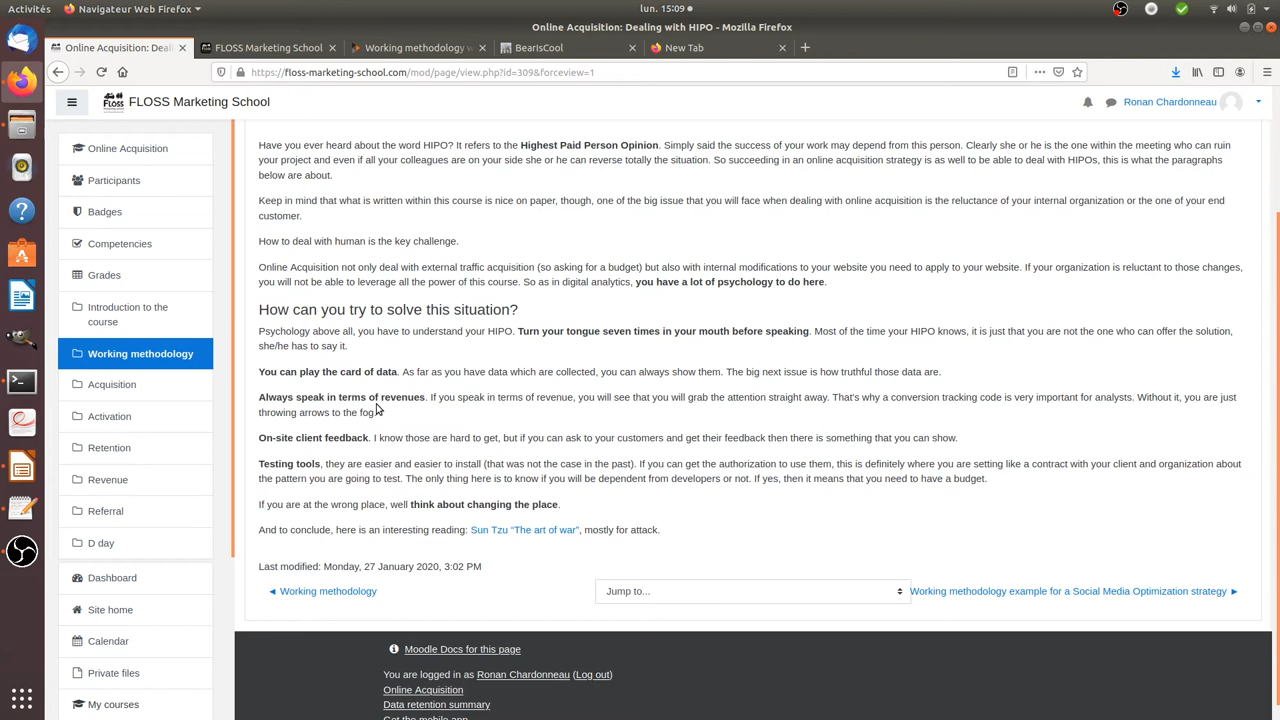 Activités
Navigateur Web Firefox
lun. 15:09
Online Acquisition: Dealing with HIPO - Mozilla Firefox
Online Acquisition: Deali
FLOSS Marketing School
Working methodology w
BearIsCool
New Tab
https://floss-marketing-school.com/mod/page/view.php?id=309&forceview=1
Floss
FLOSS Marketing School
Ronan Chardonneau
Online Acquisition
Participants
Badges
Competencies
Grades
Introduction to the
course
Working methodology
Acquisition
Activation
Retention
Revenue
Referral
D day
Dashboard
Site home
Calendar
Private files
My courses
Have you ever heard about the word HIPO? It refers to the Highest Paid Person Opinion. Simply said the success of your work may depend from this person. Clearly she or he is the one within the meeting who can ruin
your project and even if all your colleagues are on your side she or he can reverse totally the situation. So succeeding in an online acquisition strategy is as well to be able to deal with HIPOs, this is what the paragraphs
below are about.
Keep in mind that what is written within this course is nice on paper, though, one of the big issue that you will face when dealing with online acquisition is the reluctance of your internal organization or the one of your end
customer.
How to deal with human is the key challenge.
Online Acquisition not only deal with external traffic acquisition (so asking for a budget) but also with internal modifications to your website you need to apply to your website. If your organization is reluctant to those changes,
you will not be able to leverage all the power of this course. So as in digital analytics, you have a lot of psychology to do here.
How can you try to solve this situation?
Psychology above all, you have to understand your HIPO. Turn your tongue seven times in your mouth before speaking. Most of the time your HIPO knows, it is just that you are not the one who can offer the solution,
she/he has to say it.
You can play the card of data. As far as you have data which are collected, you can always show them. The big next issue is how truthful those data are.
Always speak in terms of revenues. If you speak in terms of revenue, you will see that you will grab the attention straight away. That's why a conversion tracking code is very important for analysts. Without it, you are just
throwing arrows to the fog.
On-site client feedback. I know those are hard to get, but if you can ask to your customers and get their feedback then there is something that you can show.
Testing tools, they are easier and easier to install (that was not the case in the past). If you can get the authorization to use them, this is definitely where you are setting like a contract with your client and organization about
the pattern you are going to test. The only thing here is to know if you will be dependent from developers or not. If yes, then it means that you need to have a budget.
If you are at the wrong place, well think about changing the place.
And to conclude, here is an interesting reading: Sun Tzu “The art of war”, mostly for attack.
Last modified: Monday, 27 January 2020, 3:02 PM
◄ Working methodology
Jump to...
Working methodology example for a Social Media Optimization strategy ►
Moodle Docs for this page
You are logged in as Ronan Chardonneau (Log out)
Online Acquisition
Data retention summary
Get the mobile app